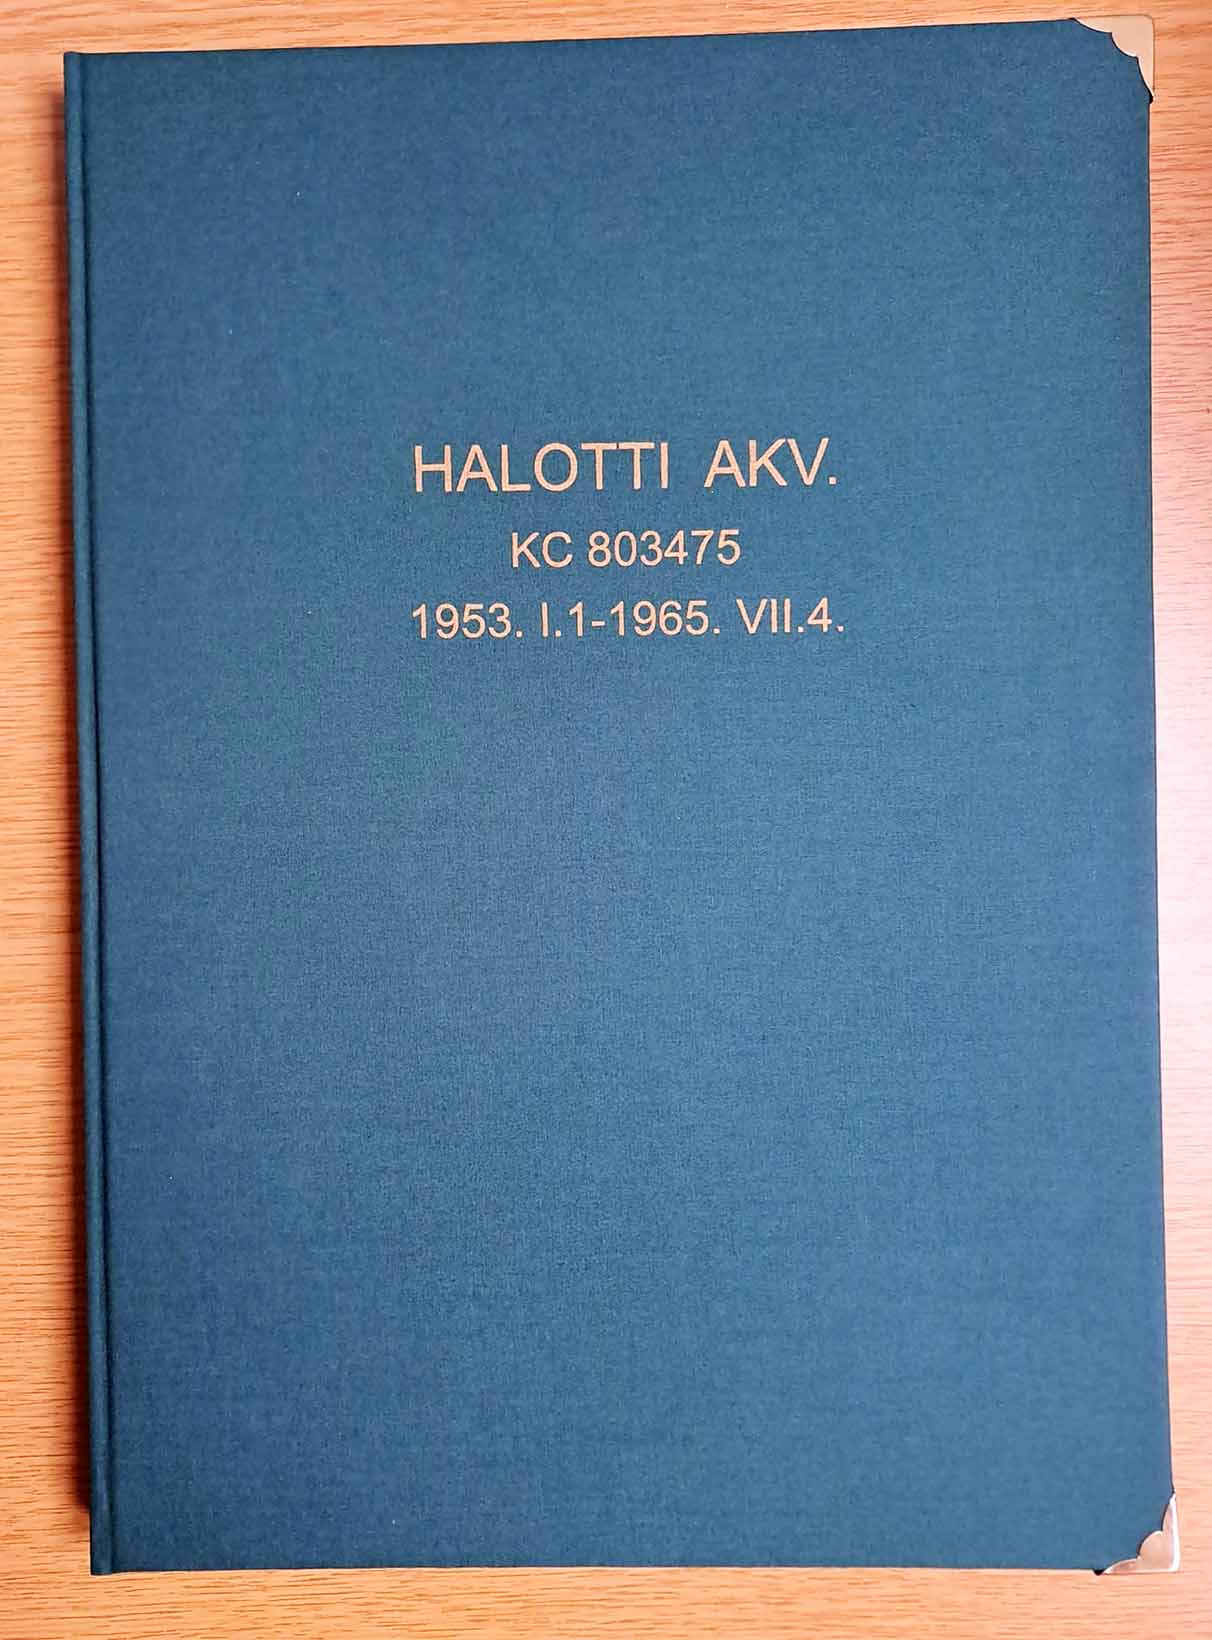 HALOTTI AKV.
KC 803475
1953. I.1-1965. VII.4.